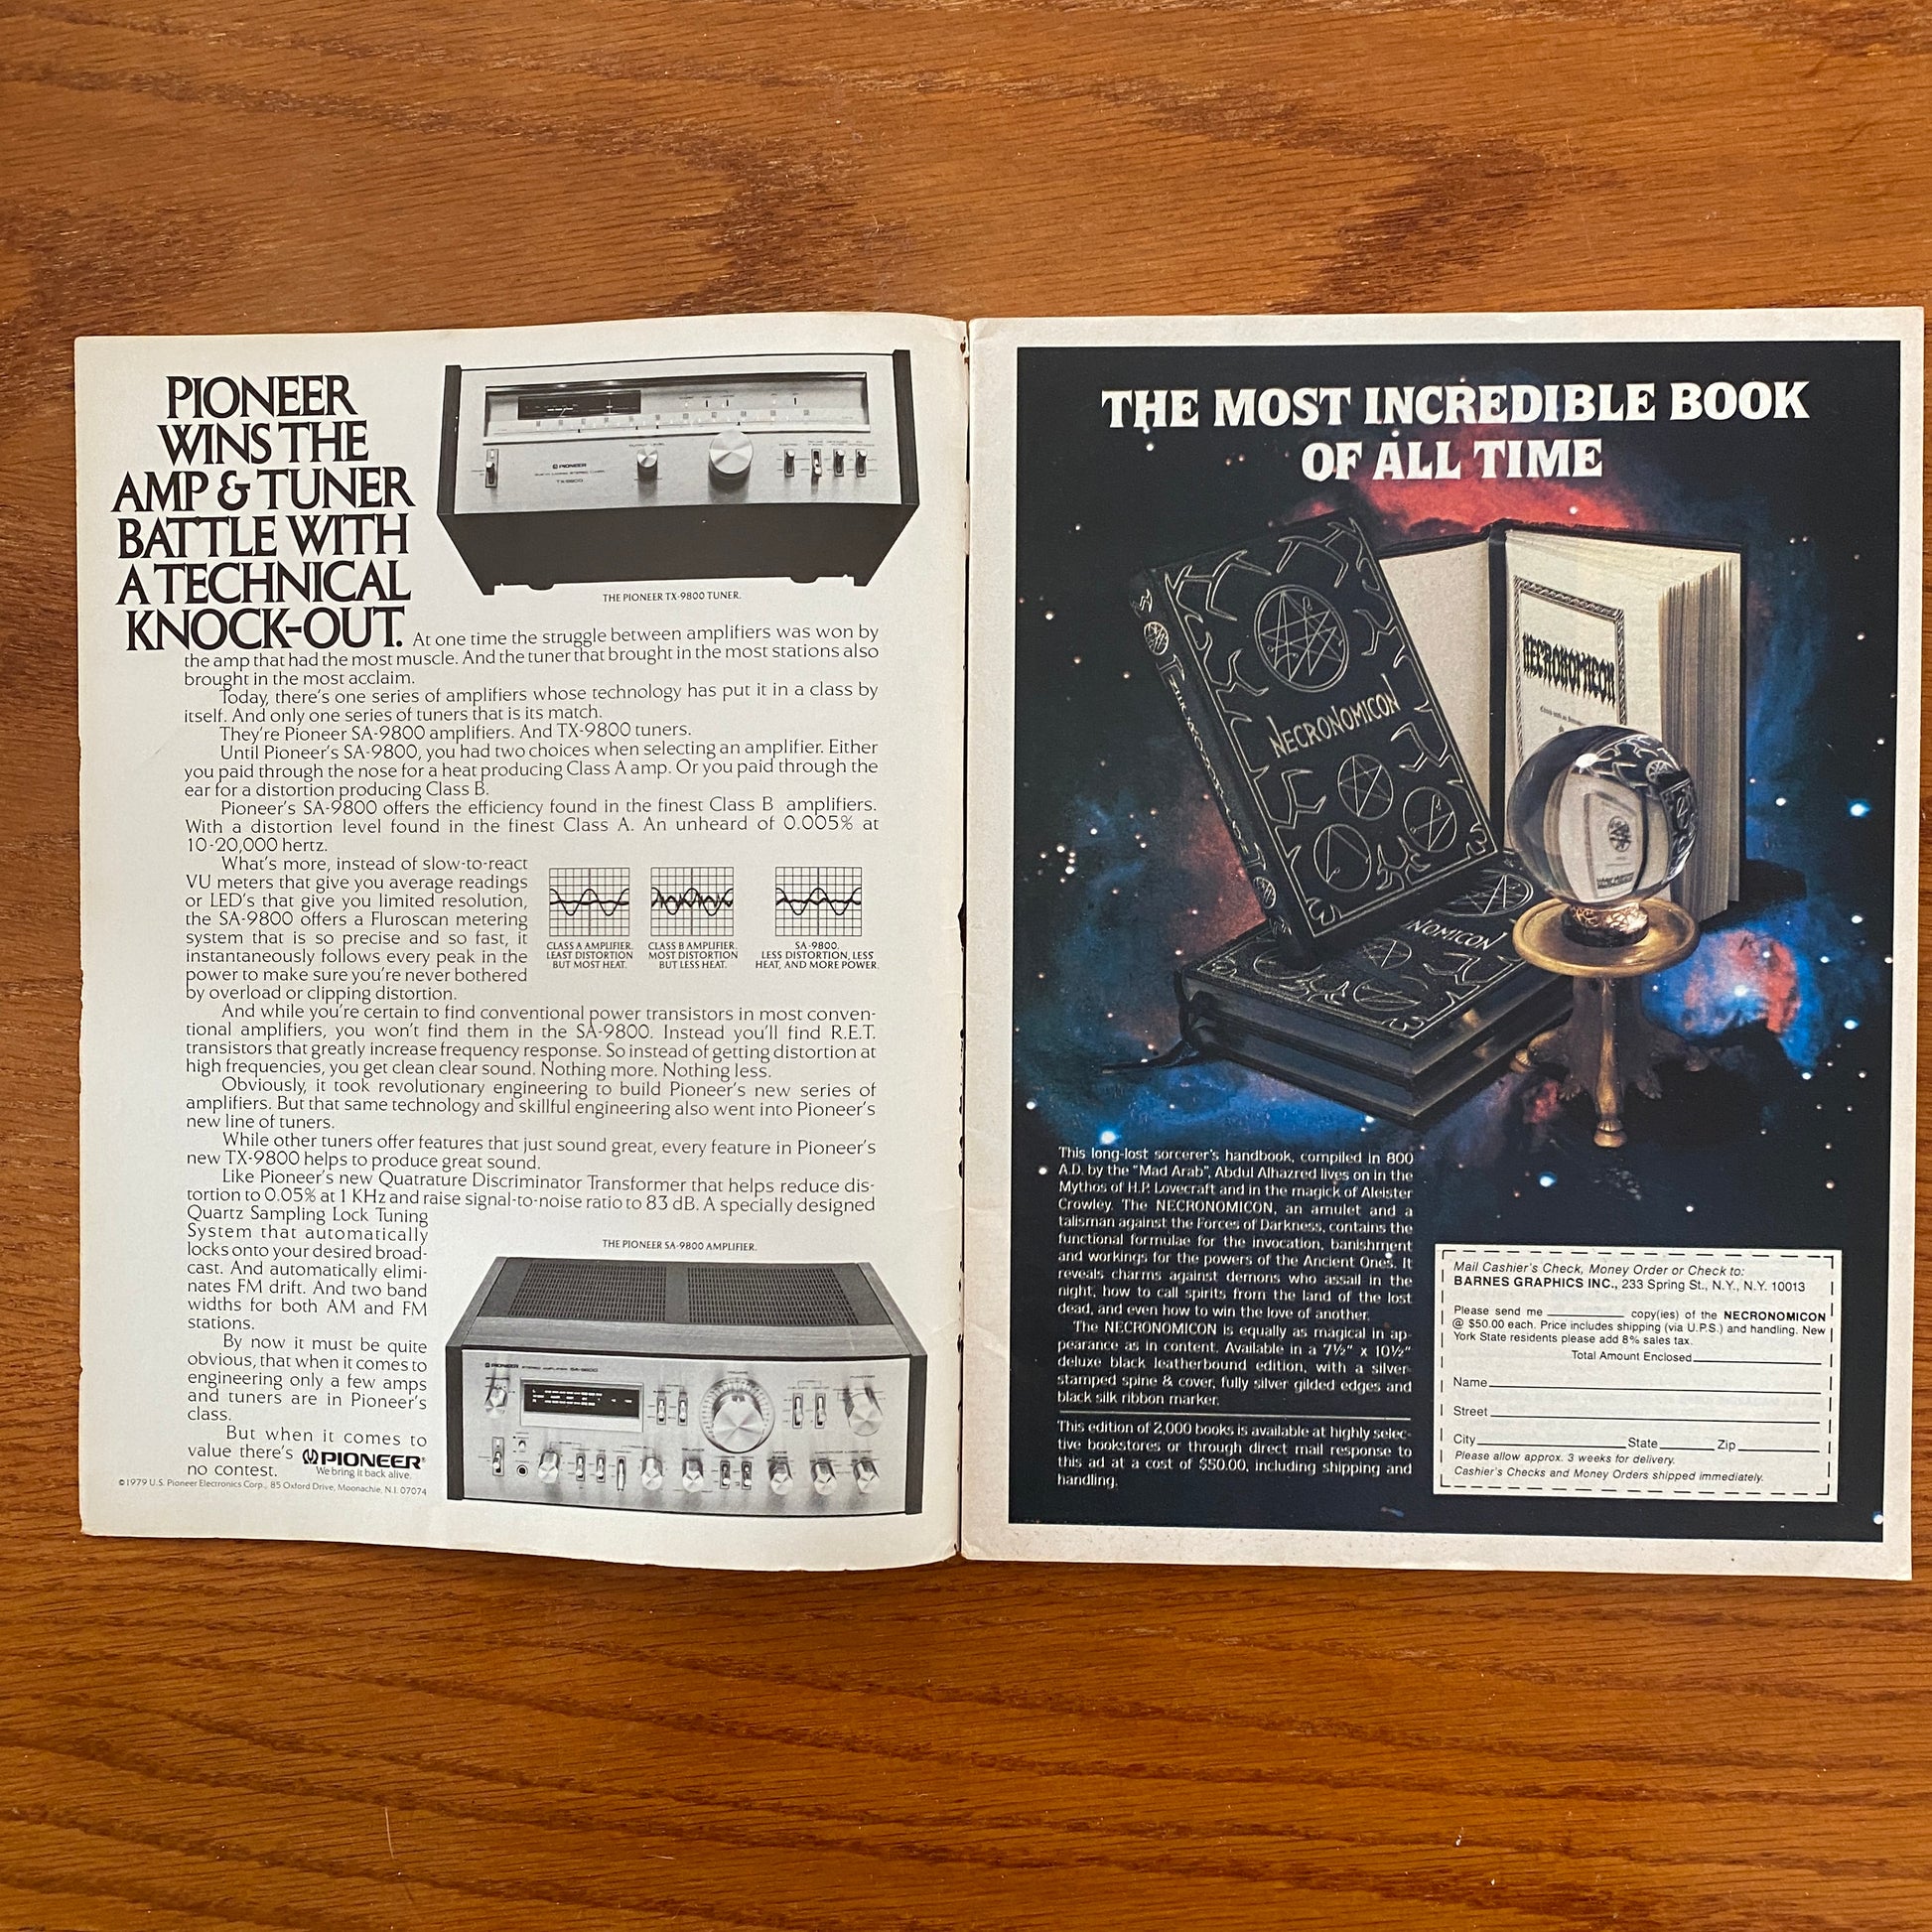 PIONEER
WINS THE
AMP & TUNER
BATTLE WITH
A TECHNICAL
KNOCK-OUT.
PIONEER
TX-9800
THE PIONEER TX-9800 TUNER.
At one time the struggle between amplifiers was won by
the amp that had the most muscle. And the tuner that brought in the most stations also
brought in the most acclaim.
Today, there's one series of amplifiers whose technology has put it in a class by
itself. And only one series of tuners that is its match.
They're Pioneer SA-9800 amplifiers. And TX-9800 tuners.
Until Pioneer's SA-9800, you had two choices when selecting an amplifier. Either
you paid through the nose for a heat producing Class A amp. Or you paid through the
ear for a distortion producing Class B.
Pioneer's SA-9800 offers the efficiency found in the finest Class B amplifiers.
With a distortion level found in the finest Class A. An unheard of 0.005% at
10-20,000 hertz.
What's more, instead of slow-to-react
VU meters that give you average readings
or LED's that give you limited resolution,
the SA-9800 offers a Fluroscan metering
system that is so precise and so fast, it
instantaneously follows every peak in the
power to make sure you're never bothered
by overload or clipping distortion.
CLASS A AMPLIFIER.
LEAST DISTORTION
BUT MOST HEAT.
CLASS B AMPLIFIER.
MOST DISTORTION
BUT LESS HEAT.
SA-9800.
LESS DISTORTION, LESS
HEAT, AND MORE POWER.
And while you're certain to find conventional power transistors in most conven-
tional amplifiers, you won't find them in the SA-9800. Instead you'll find R.E.T.
transistors that greatly increase frequency response. So instead of getting distortion at
high frequencies, you get clean clear sound. Nothing more. Nothing less.
Obviously, it took revolutionary engineering to build Pioneer's new series of
amplifiers. But that same technology and skillful engineering also went into Pioneer's
new line of tuners.
While other tuners offer features that just sound great, every feature in Pioneer's
new TX-9800 helps to produce great sound.
Like Pioneer's new Quatrature Discriminator Transformer that helps reduce dis-
tortion to 0.05% at 1 KHz and raise signal-to-noise ratio to 83 dB. A specially designed
Quartz Sampling Lock Tuning
System that automatically
locks onto your desired broad-
cast. And automatically elimi-
nates FM drift. And two band
widths for both AM and FM
stations.
By now it must be quite
obvious, that when it comes to
engineering only a few amps
and tuners are in Pioneer's
class.
But when it comes to
value there's
no contest.
PIONEER®
We bring it back alive.
©1979 U.S. Pioneer Electronics Corp., 85 Oxford Drive, Moonachie, N.J. 07074
THE PIONEER SA-9800 AMPLIFIER.
PIONEER STEREO AMPLIFIER SA-9800
THE MOST INCREDIBLE BOOK
OF ALL TIME
NECRONOMICON
NECRONOMICON
NOMICON
This long-lost sorcerer's handbook, compiled in 800
A.D. by the "Mad Arab", Abdul Alhazred lives on in the
Mythos of H.P. Lovecraft and in the magick of Aleister
Crowley. The NECRONOMICON, an amulet and a
talisman against the Forces of Darkness, contains the
functional formulae for the invocation, banishment
and workings for the powers of the Ancient Ones. It
reveals charms against demons who assail in the
night, how to call spirits from the land of the lost
dead, and even how to win the love of another.
The NECRONOMICON is equally as magical in ap-
pearance as in content. Available in a 7½" x 10½"
deluxe black leatherbound edition, with a silver-
stamped spine & cover, fully silver gilded edges and
black silk ribbon marker.
This edition of 2,000 books is available at highly selec-
tive bookstores or through direct mail response to
this ad at a cost of $50.00, including shipping and
handling.
Mail Cashier's Check, Money Order or Check to:
BARNES GRAPHICS INC., 233 Spring St., N.Y., N.Y. 10013
Please send me copy(ies) of the NECRONOMICON
@ $50.00 each. Price includes shipping (via U.P.S.) and handling. New
York State residents please add 8% sales tax.
Total Amount Enclosed
Name
Street
City State Zip
Please allow approx. 3 weeks for delivery.
Cashier's Checks and Money Orders shipped immediately.